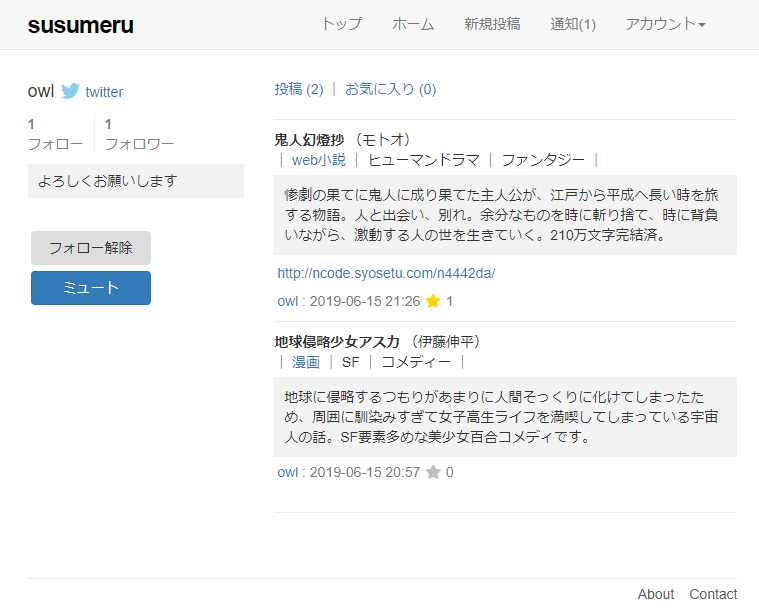 susumeru トップ ホーム 新規投稿 通知(1) アカウント
owl twitter
1 1
フォロー フォロワー
よろしくお願いします
フォロー解除
ミュート
投稿 (2) | お気に入り (0)
鬼人幻燈抄 （モトオ）
| web小説 | ヒューマンドラマ | ファンタジー |
惨劇の果てに鬼人に成り果てた主人公が、江戸から平成へ長い時を旅
する物語。人と出会い、別れ。余分なものを時に斬り捨て、時に背負
いながら、激動する人の世を生きていく。210万文字完結済。
http://ncode.syosetu.com/n4442da/
owl : 2019-06-15 21:26 1
地球侵略少女アスカ （伊藤伸平）
| 漫画 | SF | コメディー |
地球に侵略するつもりがあまりに人間そっくりに化けてしまったた
め、周囲に馴染みすぎて女子高生ライフを満喫してしまっている宇宙
人の話。SF要素多めな美少女百合コメディです。
owl : 2019-06-15 20:57 0
About Contact